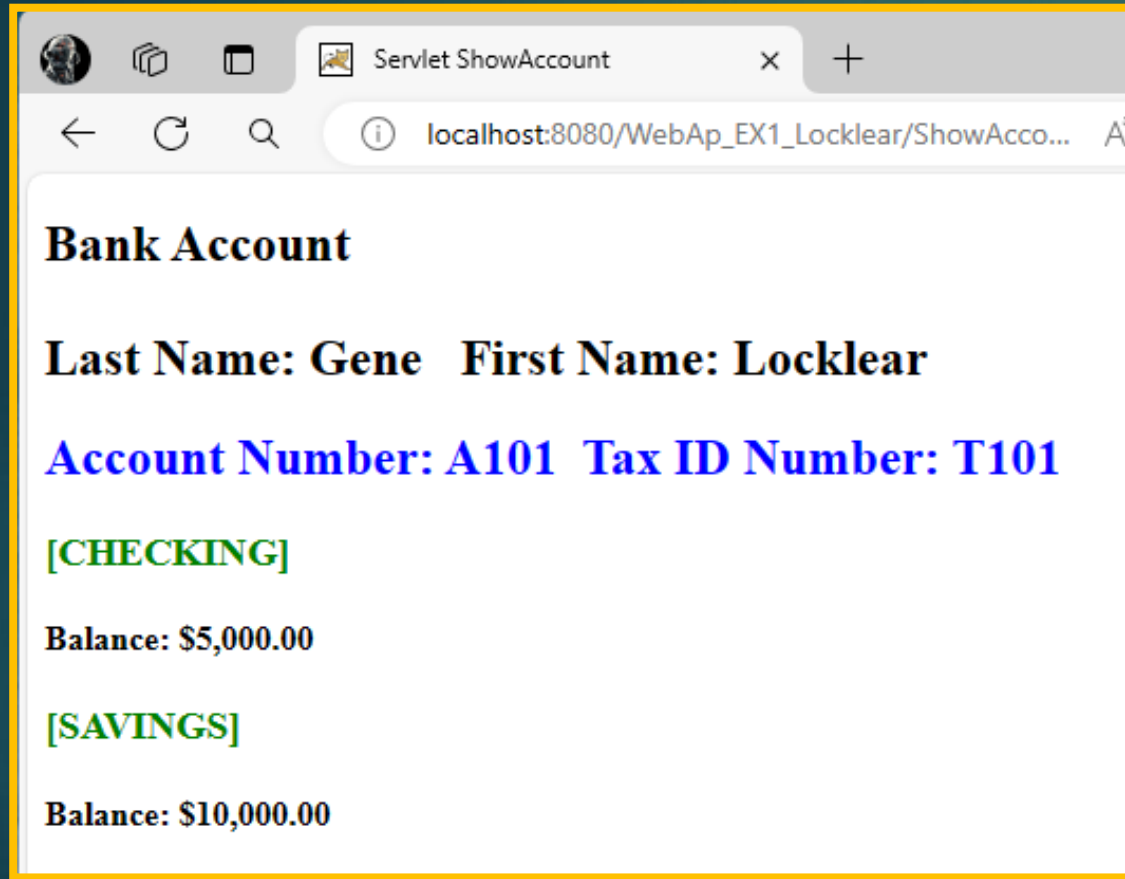 Servlet ShowAccount
localhost:8080/WebAp_EX1_Locklear/ShowAcco...
Bank Account
Last Name: Gene First Name: Locklear
Account Number: A101 Tax ID Number: T101
[CHECKING]
Balance: $5,000.00
[SAVINGS]
Balance: $10,000.00